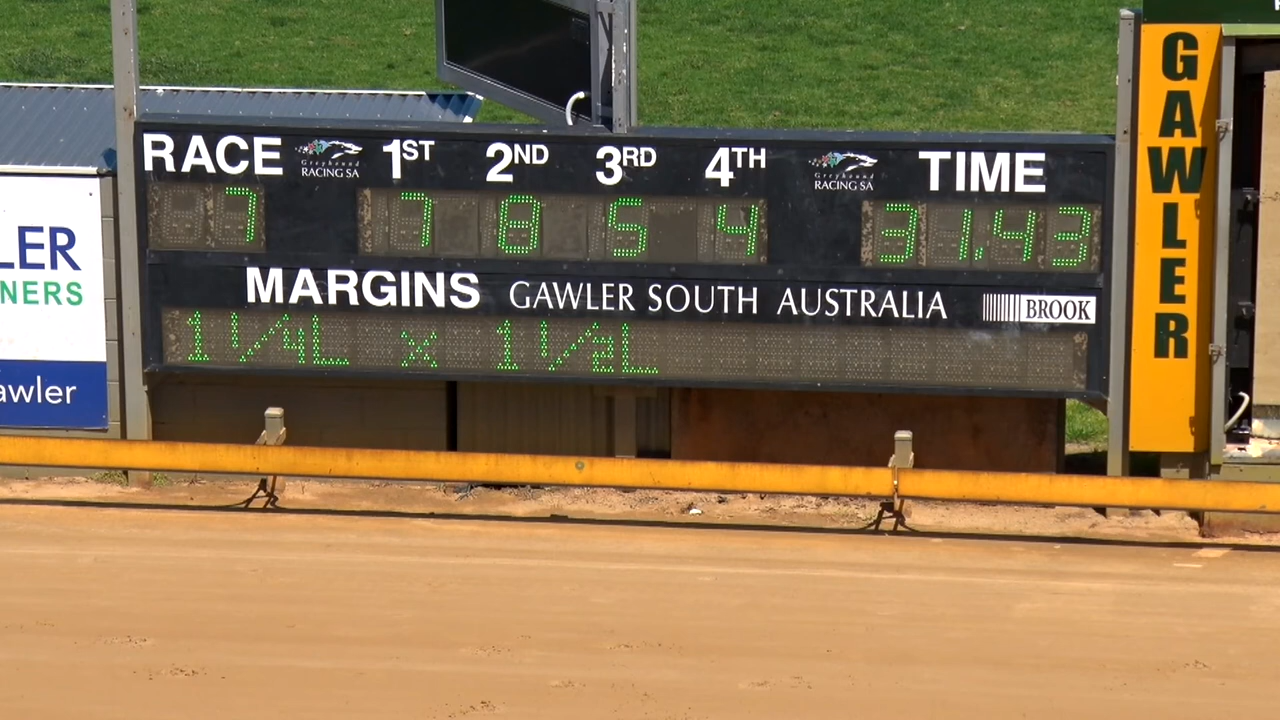 RACE Greyhound RACING SA 1ST 2ND 3RD 4TH Greyhound RACING SA TIME
7 7 8 5 4 31.43
MARGINS GAWLER SOUTH AUSTRALIA BROOK
1 1/4L x 1 1/2L
LER
NERS
awler
GAWLER